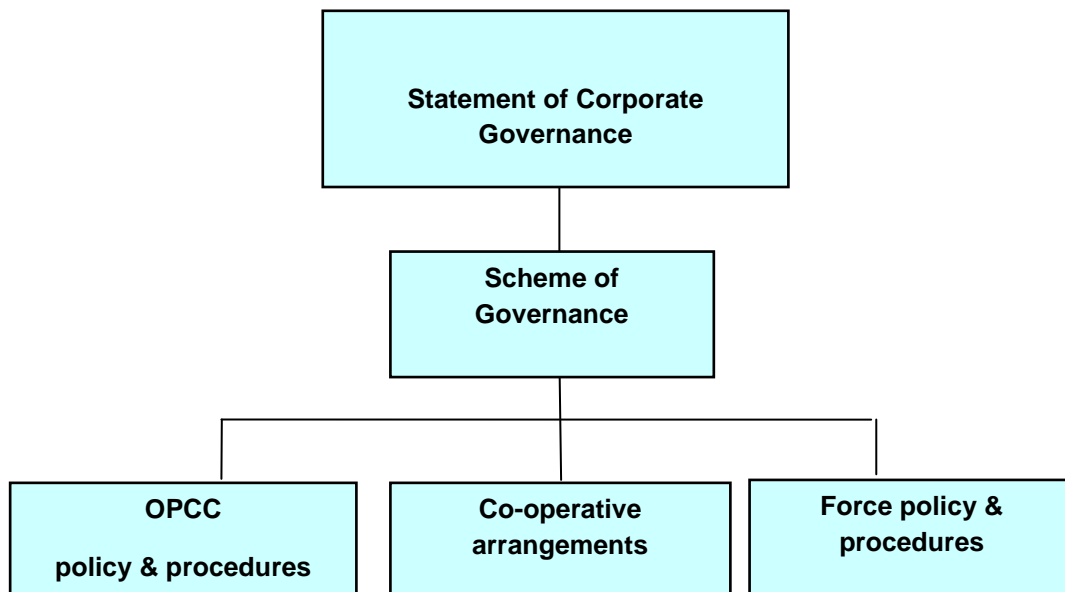 Statement of Corporate
Governance
Scheme of
Governance
OPCC
policy & procedures
Co-operative
arrangements
Force policy &
procedures